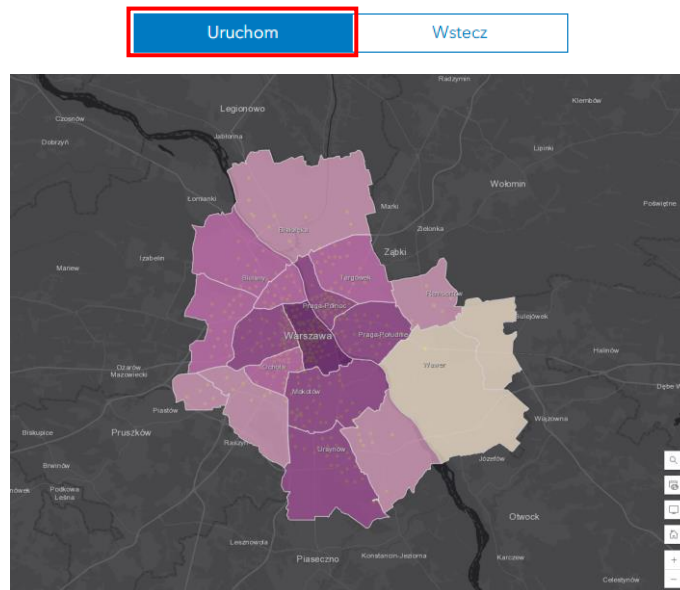 Uruchom
Wstecz
Radzymin
Klembów
Legionowo
Czosnów
Jabłonna
Dobrzyń
Lipinki
Wołomin
Łomianki
Marki
Poświętne
Białołęka
Zielonka
Ząbki
Izabelin
Mariew
Bielany
Targówek
Rembertów
Praga-Północ
Sulejówek
Warszawa
Praga-Południe
Halinów
Wawer
Ochota
Ożarów
Mazowiecki
Mokotów
Dębe W
Piastów
Wiązowna
Pruszków
Biskupice
Raszyn
Ursynów
Józefów
Brwinów
Podkowa
Leśna
Otwock
Lesznowola
Piaseczno
Konstancin-Jeziorna
Karczew
Celestynów